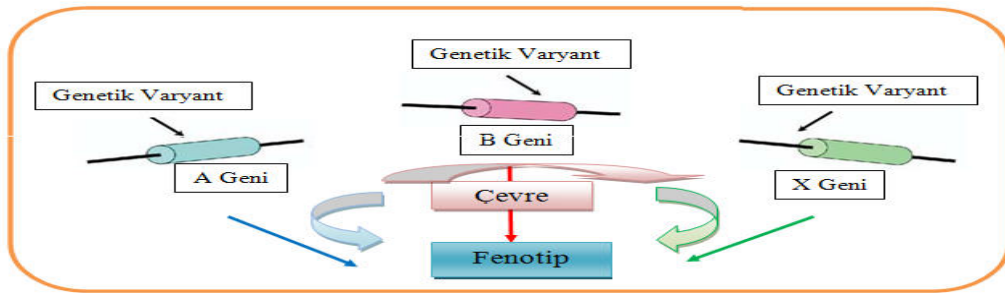 Genetik Varyant
B Geni
Genetik Varyant
A Geni
Genetik Varyant
X Geni
Çevre
Fenotip